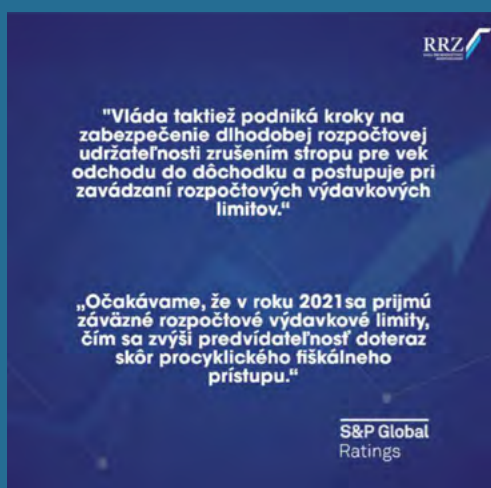 RRZ
"Vláda taktiež podniká kroky na
zabezpečenie dlhodobej rozpočtovej
udržateľnosti zrušením stropu pre vek
odchodu do dôchodku a postupuje pri
zavádzaní rozpočtových výdavkových
limitov.“
„Očakávame, že v roku 2021sa prijmú
záväzné rozpočtové výdavkové limity,
čím sa zvýši predvídateľnosť doteraz
skôr procyklického fiškálneho
prístupu.“
S&P Global
Ratings